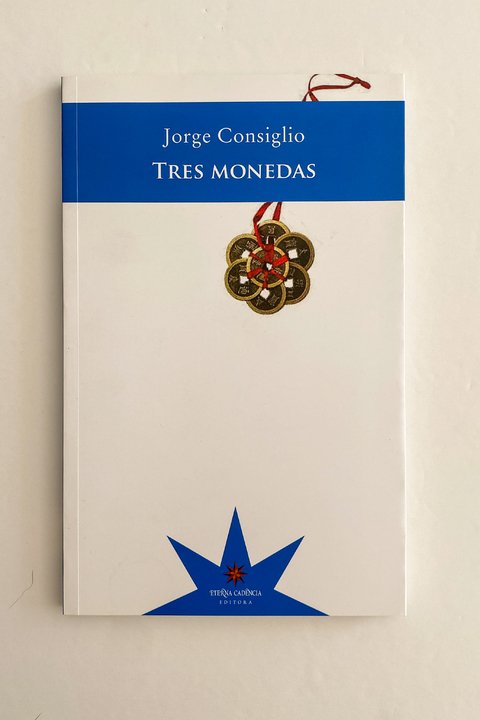 Jorge Consiglio
TRES MONEDAS
ETERNA CADENCIA
EDITORA